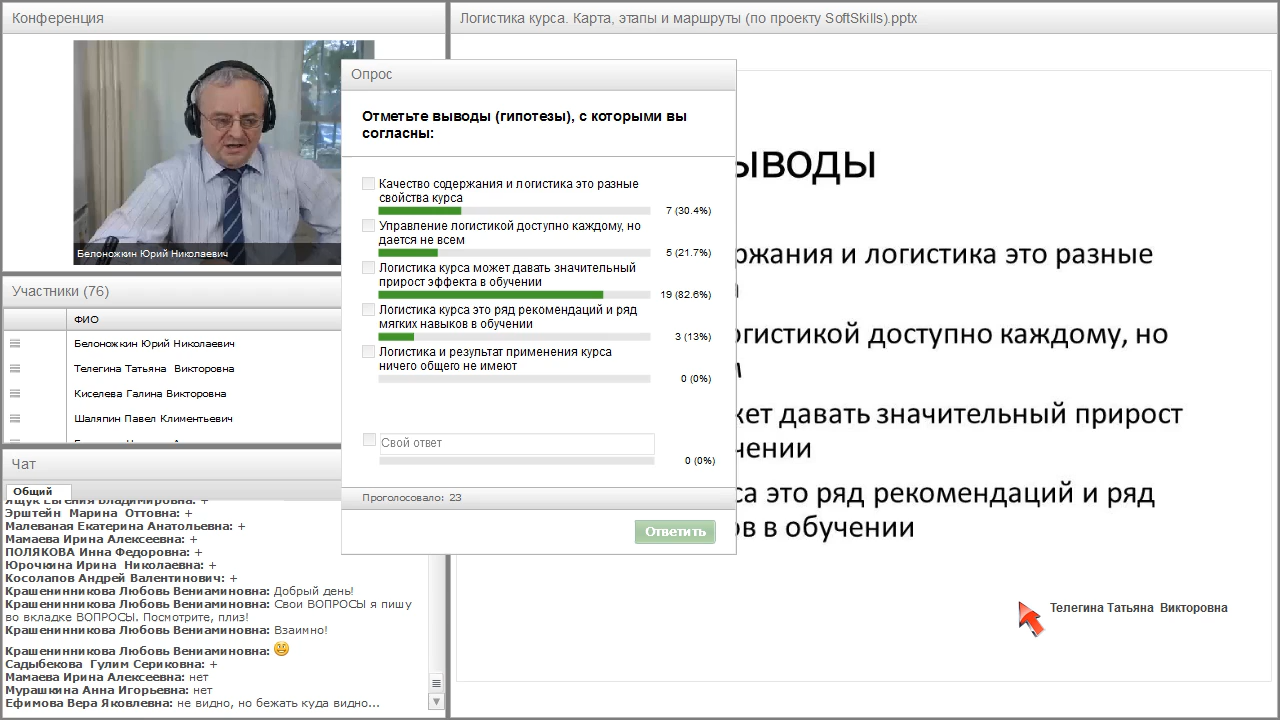 Конференция
Белоножкин Юрий Николаевич
Участники (76)
ФИО
Белоножкин Юрий Николаевич
Телегина Татьяна Викторовна
Киселева Галина Викторовна
Шаляпин Павел Климентьевич
Чат
Общий
Ящук Евгения Владимировна: +
Эрштейн Марина Оттовна: +
Малеваная Екатерина Анатольевна: +
Мамаева Ирина Алексеевна: +
ПОЛЯКОВА Инна Федоровна: +
Юрочкина Ирина Николаевна: +
Косолапов Андрей Валентинович: +
Крашенинникова Любовь Вениаминовна: Добрый день!
Крашенинникова Любовь Вениаминовна: Свои ВОПРОСЫ я пишу
во вкладке ВОПРОСЫ. Посмотрите, плиз!
Крашенинникова Любовь Вениаминовна: Взаимно!
Крашенинникова Любовь Вениаминовна:
Садыбекова Гулим Сериковна: +
Мамаева Ирина Алексеевна: нет
Мурашкина Анна Игорьевна: нет
Ефимова Вера Яковлевна: не видно, но бежать куда видно...
Опрос
Отметьте выводы (гипотезы), с которыми вы
согласны:
Качество содержания и логистика это разные
свойства курса
7 (30.4%)
Управление логистикой доступно каждому, но
дается не всем
5 (21.7%)
Логистика курса может давать значительный
прирост эффекта в обучении
19 (82.6%)
Логистика курса это ряд рекомендаций и ряд
мягких навыков в обучении
3 (13%)
Логистика и результат применения курса
ничего общего не имеют
0 (0%)
Свой ответ
0 (0%)
Проголосовало: 23
Ответить
Логистика курса. Карта, этапы и маршруты (по проекту SoftSkills).pptx
ыводы
ржания и логистика это разные
огистикой доступно каждому, но
жет давать значительный прирост
чении
са это ряд рекомендаций и ряд
ов в обучении
Телегина Татьяна Викторовна